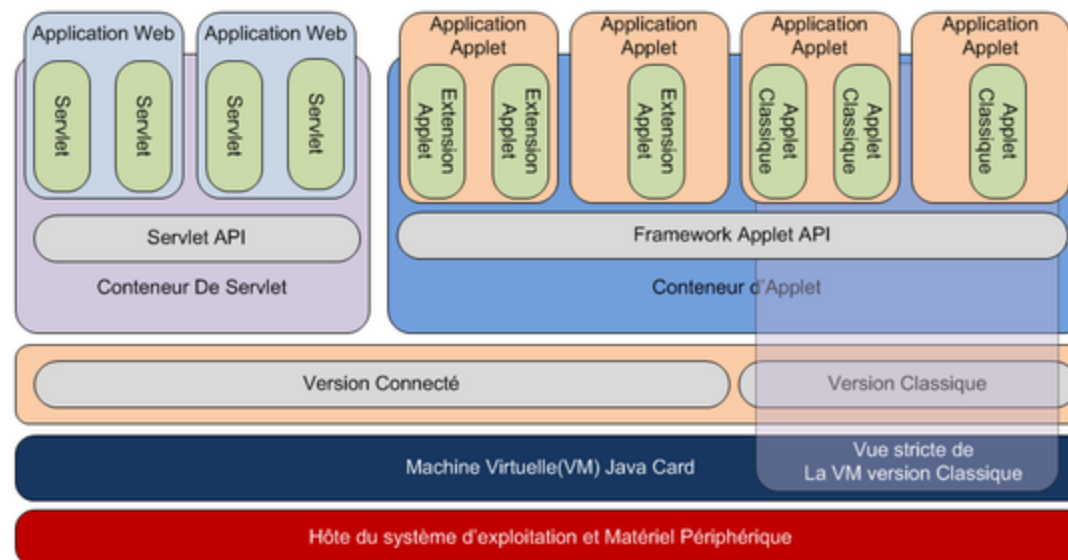 Application Web
Application Web
Application
Applet
Application
Applet
Application
Applet
Application
Applet
Servlet
Servlet
Servlet
Servlet
Extension
Applet
Extension
Applet
Extension
Applet
Applet
Classique
Applet
Classique
Applet
Classique
Servlet API
Framework Applet API
Conteneur De Servlet
Conteneur d'Applet
Version Connecté
Version Classique
Machine Virtuelle(VM) Java Card
Vue stricte de
La VM version Classique
Hôte du système d'exploitation et Matériel Périphérique